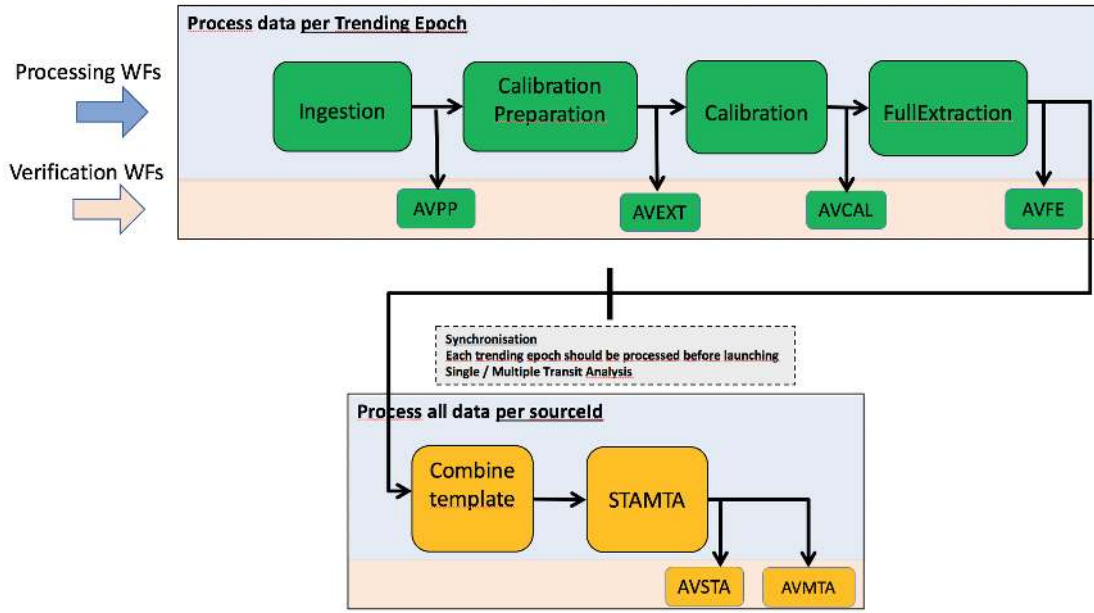 Process data per Trending Epoch
Processing WFs
Ingestion
Calibration
Preparation
Calibration
FullExtraction
Verification WFs
AVPP
AVEXT
AVCAL
AVFE
Synchronisation
Each trending epoch should be processed before launching
Single / Multiple Transit Analysis
Process all data per sourceId
Combine
template
STAMTA
AVSTA
AVMTA